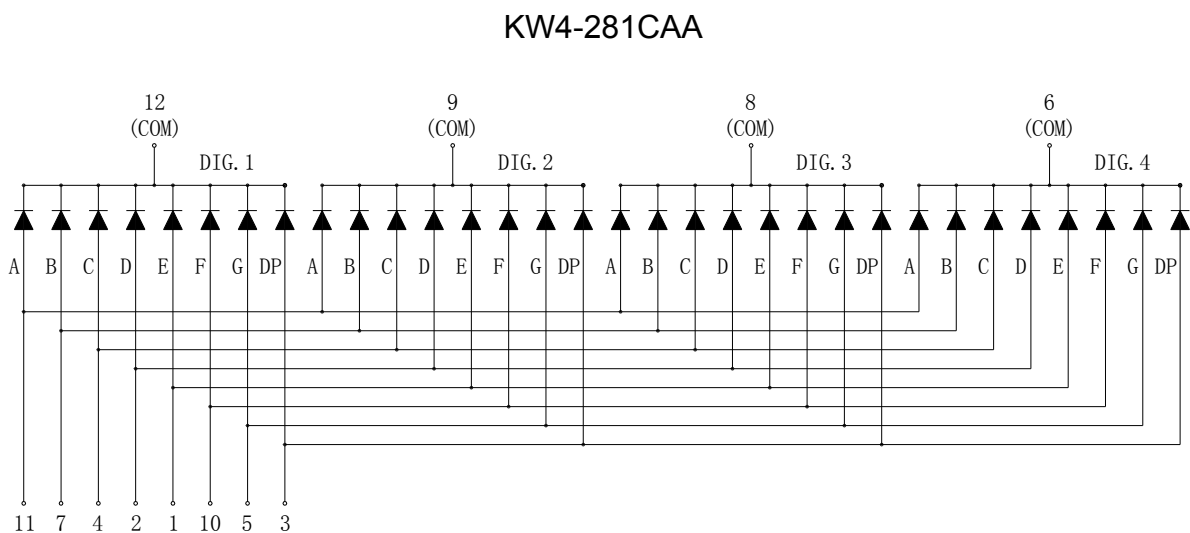 KW4-281CAA
12 9 8 6
(COM) (COM) (COM) (COM)
DIG.1 DIG.2 DIG.3 DIG.4
A B C D E F G DP A B C D E F G DP A B C D E F G DP A B C D E F G DP
11 7 4 2 1 10 5 3